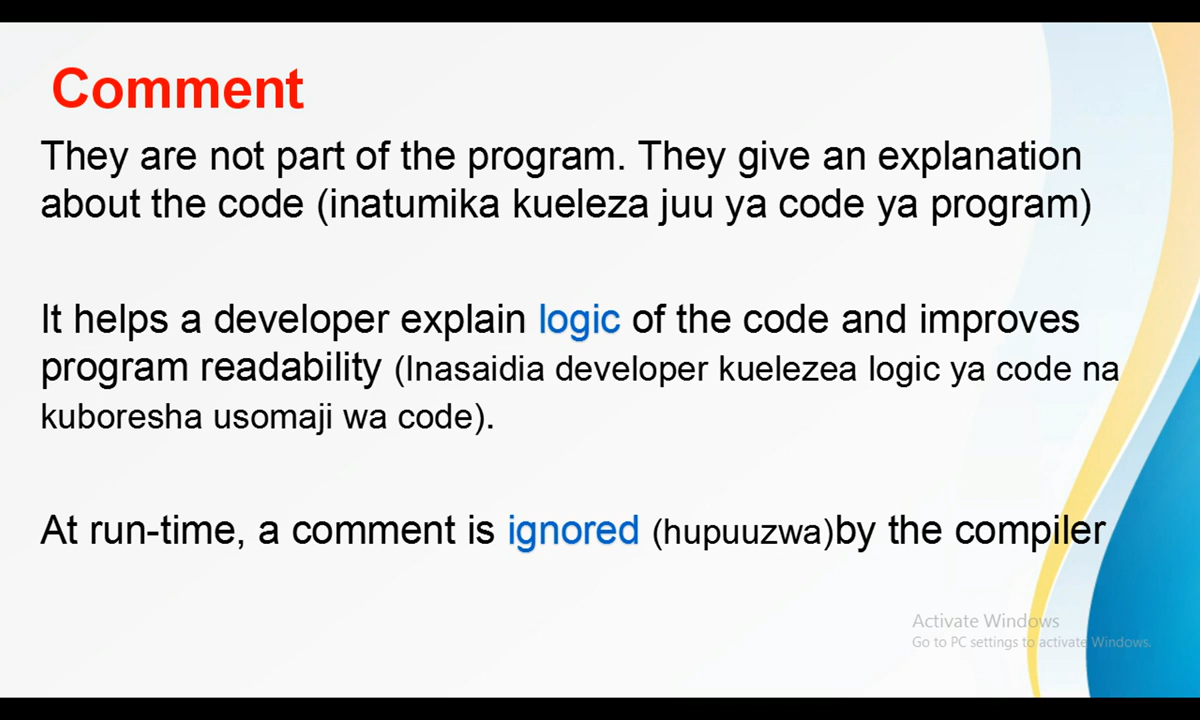 Comment
They are not part of the program. They give an explanation
about the code (inatumika kueleza juu ya code ya program)
It helps a developer explain logic of the code and improves
program readability (Inasaidia developer kuelezea logic ya code na
kuboresha usomaji wa code).
At run-time, a comment is ignored (hupuuzwa)by the compiler
Activate Windows
Go to PC settings to activate Windows.